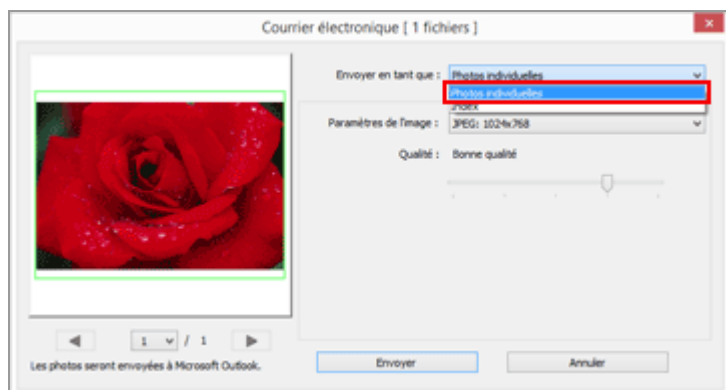 Courrier électronique [ 1 fichiers ]
Envoyer en tant que : Photos individuelles
Photos individuelles
Index
Paramètres de l'image : JPEG: 1024x768
Qualité : Bonne qualité
1 / 1
Les photos seront envoyées à Microsoft Outlook.
Envoyer
Annuler